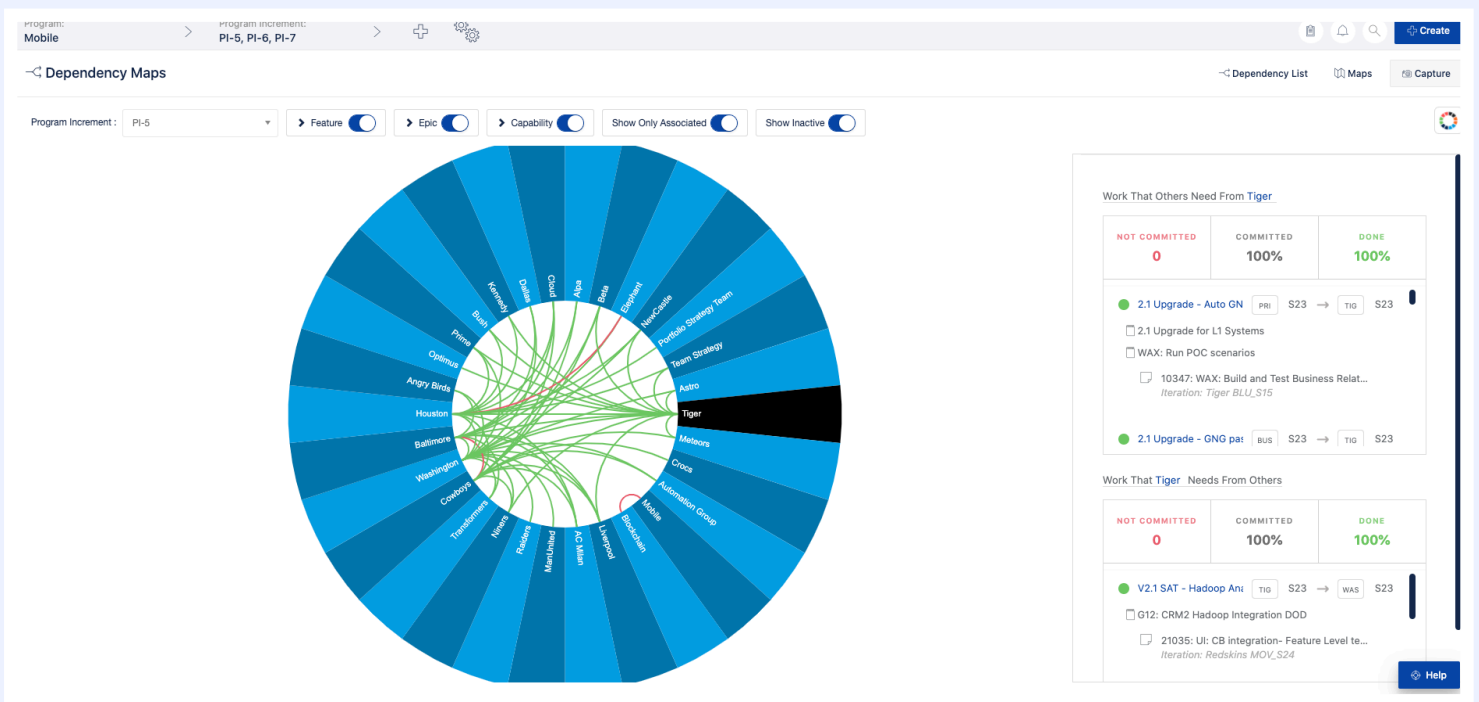 Program:
Mobile
Program Increment:
PI-5, PI-6, PI-7
Create
Dependency Maps
Dependency List
Maps
Capture
Program Increment :
PI-5
Feature
Epic
Capability
Show Only Associated
Show Inactive
Cloud
Alpa
Beta
Elephant
NewCastle
Portfolio Strategy Team
Team Strategy
Astro
Tiger
Meteors
Crocs
Automation Group
Mobile
Blockchain
Liverpool
AC Milan
ManUnited
Raiders
Niners
Transformers
Cowboys
Washington
Baltimore
Houston
Angry Birds
Optimus
Prime
Bush
Kennedy
Dallas
Work That Others Need From Tiger
NOT COMMITTED COMMITTED DONE
0 100% 100%
2.1 Upgrade - Auto GN PRI S23 → TIG S23
2.1 Upgrade for L1 Systems
WAX: Run POC scenarios
10347: WAX: Build and Test Business Relat...
Iteration: Tiger BLU_S15
2.1 Upgrade - GNG pas BUS S23 → TIG S23
Work That Tiger Needs From Others
NOT COMMITTED COMMITTED DONE
0 100% 100%
V2.1 SAT - Hadoop Ana TIG S23 → WAS S23
G12: CRM2 Hadoop Integration DOD
21035: UI: CB integration- Feature Level te...
Iteration: Redskins MOV_S24
Help